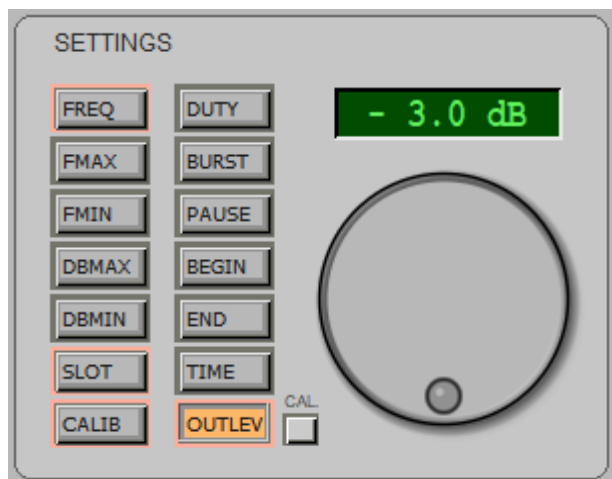 SETTINGS
FREQ DUTY - 3.0 dB
FMAX BURST
FMIN PAUSE
DBMAX BEGIN
DBMIN END
SLOT TIME
CAL.
CALIB OUTLEV